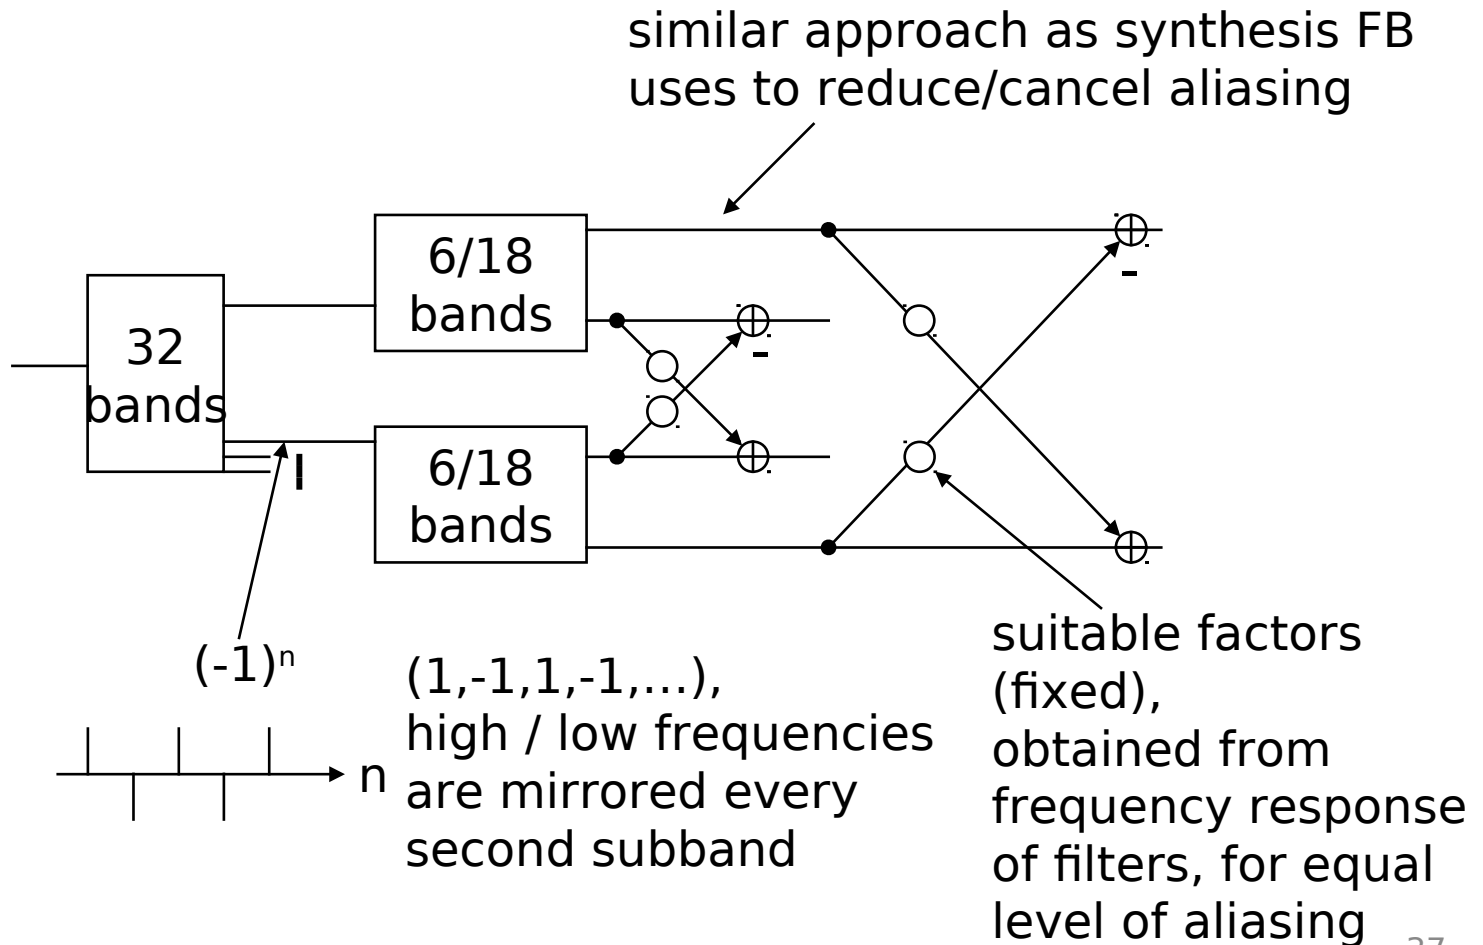 similar approach as synthesis FB
uses to reduce/cancel aliasing
6/18
bands
32
bands
6/18
bands
-
-
(-1)ⁿ
n
(1,-1,1,-1,...),
high / low frequencies
are mirrored every
second subband
suitable factors
(fixed),
obtained from
frequency response
of filters, for equal
level of aliasing